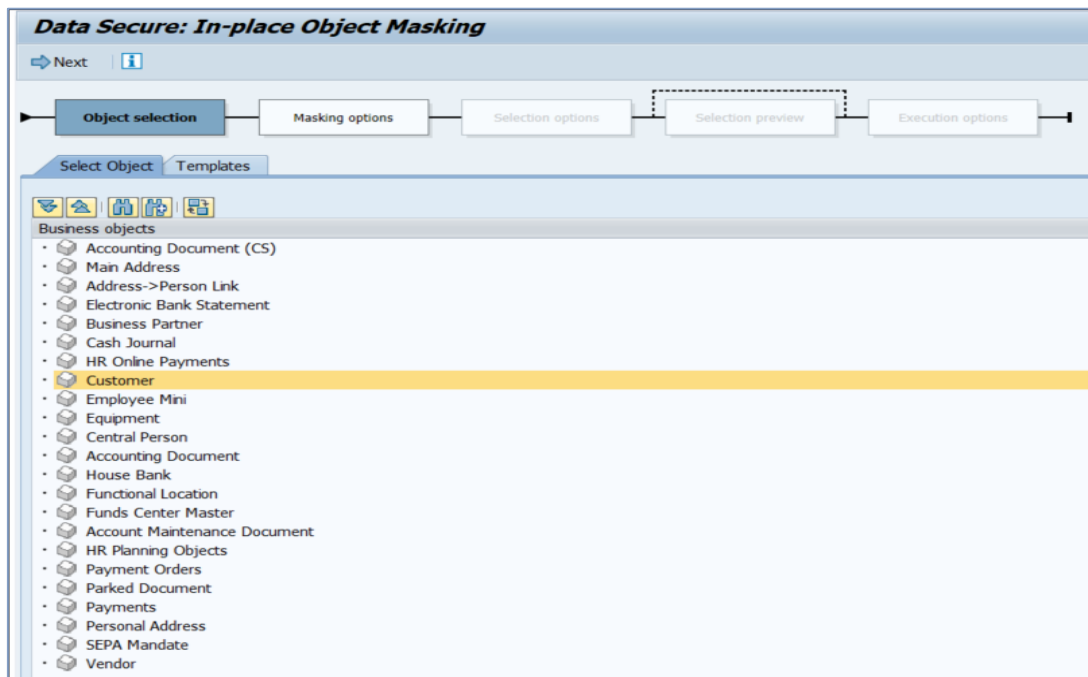 Data Secure: In-place Object Masking
Next
Object selection Masking options Selection options Selection preview Execution options
Select Object Templates
Business objects
Accounting Document (CS)
Main Address
Address->Person Link
Electronic Bank Statement
Business Partner
Cash Journal
HR Online Payments
Customer
Employee Mini
Equipment
Central Person
Accounting Document
House Bank
Functional Location
Funds Center Master
Account Maintenance Document
HR Planning Objects
Payment Orders
Parked Document
Payments
Personal Address
SEPA Mandate
Vendor